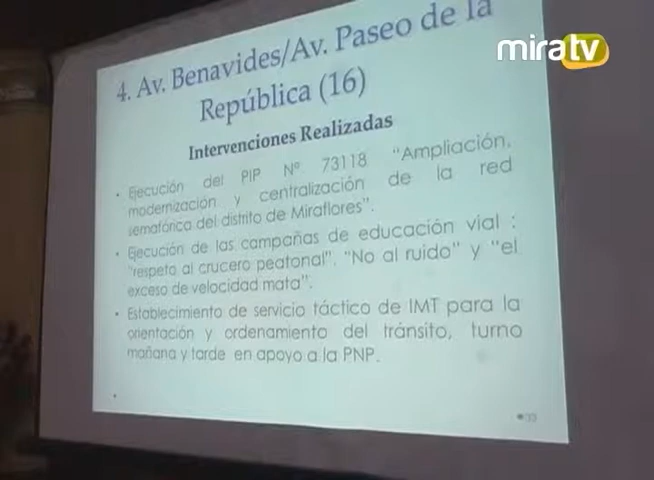 miratv
4. Av. Benavides/Av. Paseo de la
República (16)
Intervenciones Realizadas
• Ejecución del PIP Nº 73118 "Ampliación,
modernización y centralización de la red
semafórica del distrito de Miraflores".
• Ejecución de las campañas de educación vial :
"respeto al crucero peatonal". "No al ruido" y "el
exceso de velocidad mata".
• Establecimiento de servicio táctico de IMT para la
orientación y ordenamiento del tránsito, turno
mañana y tarde en apoyo a la PNP.